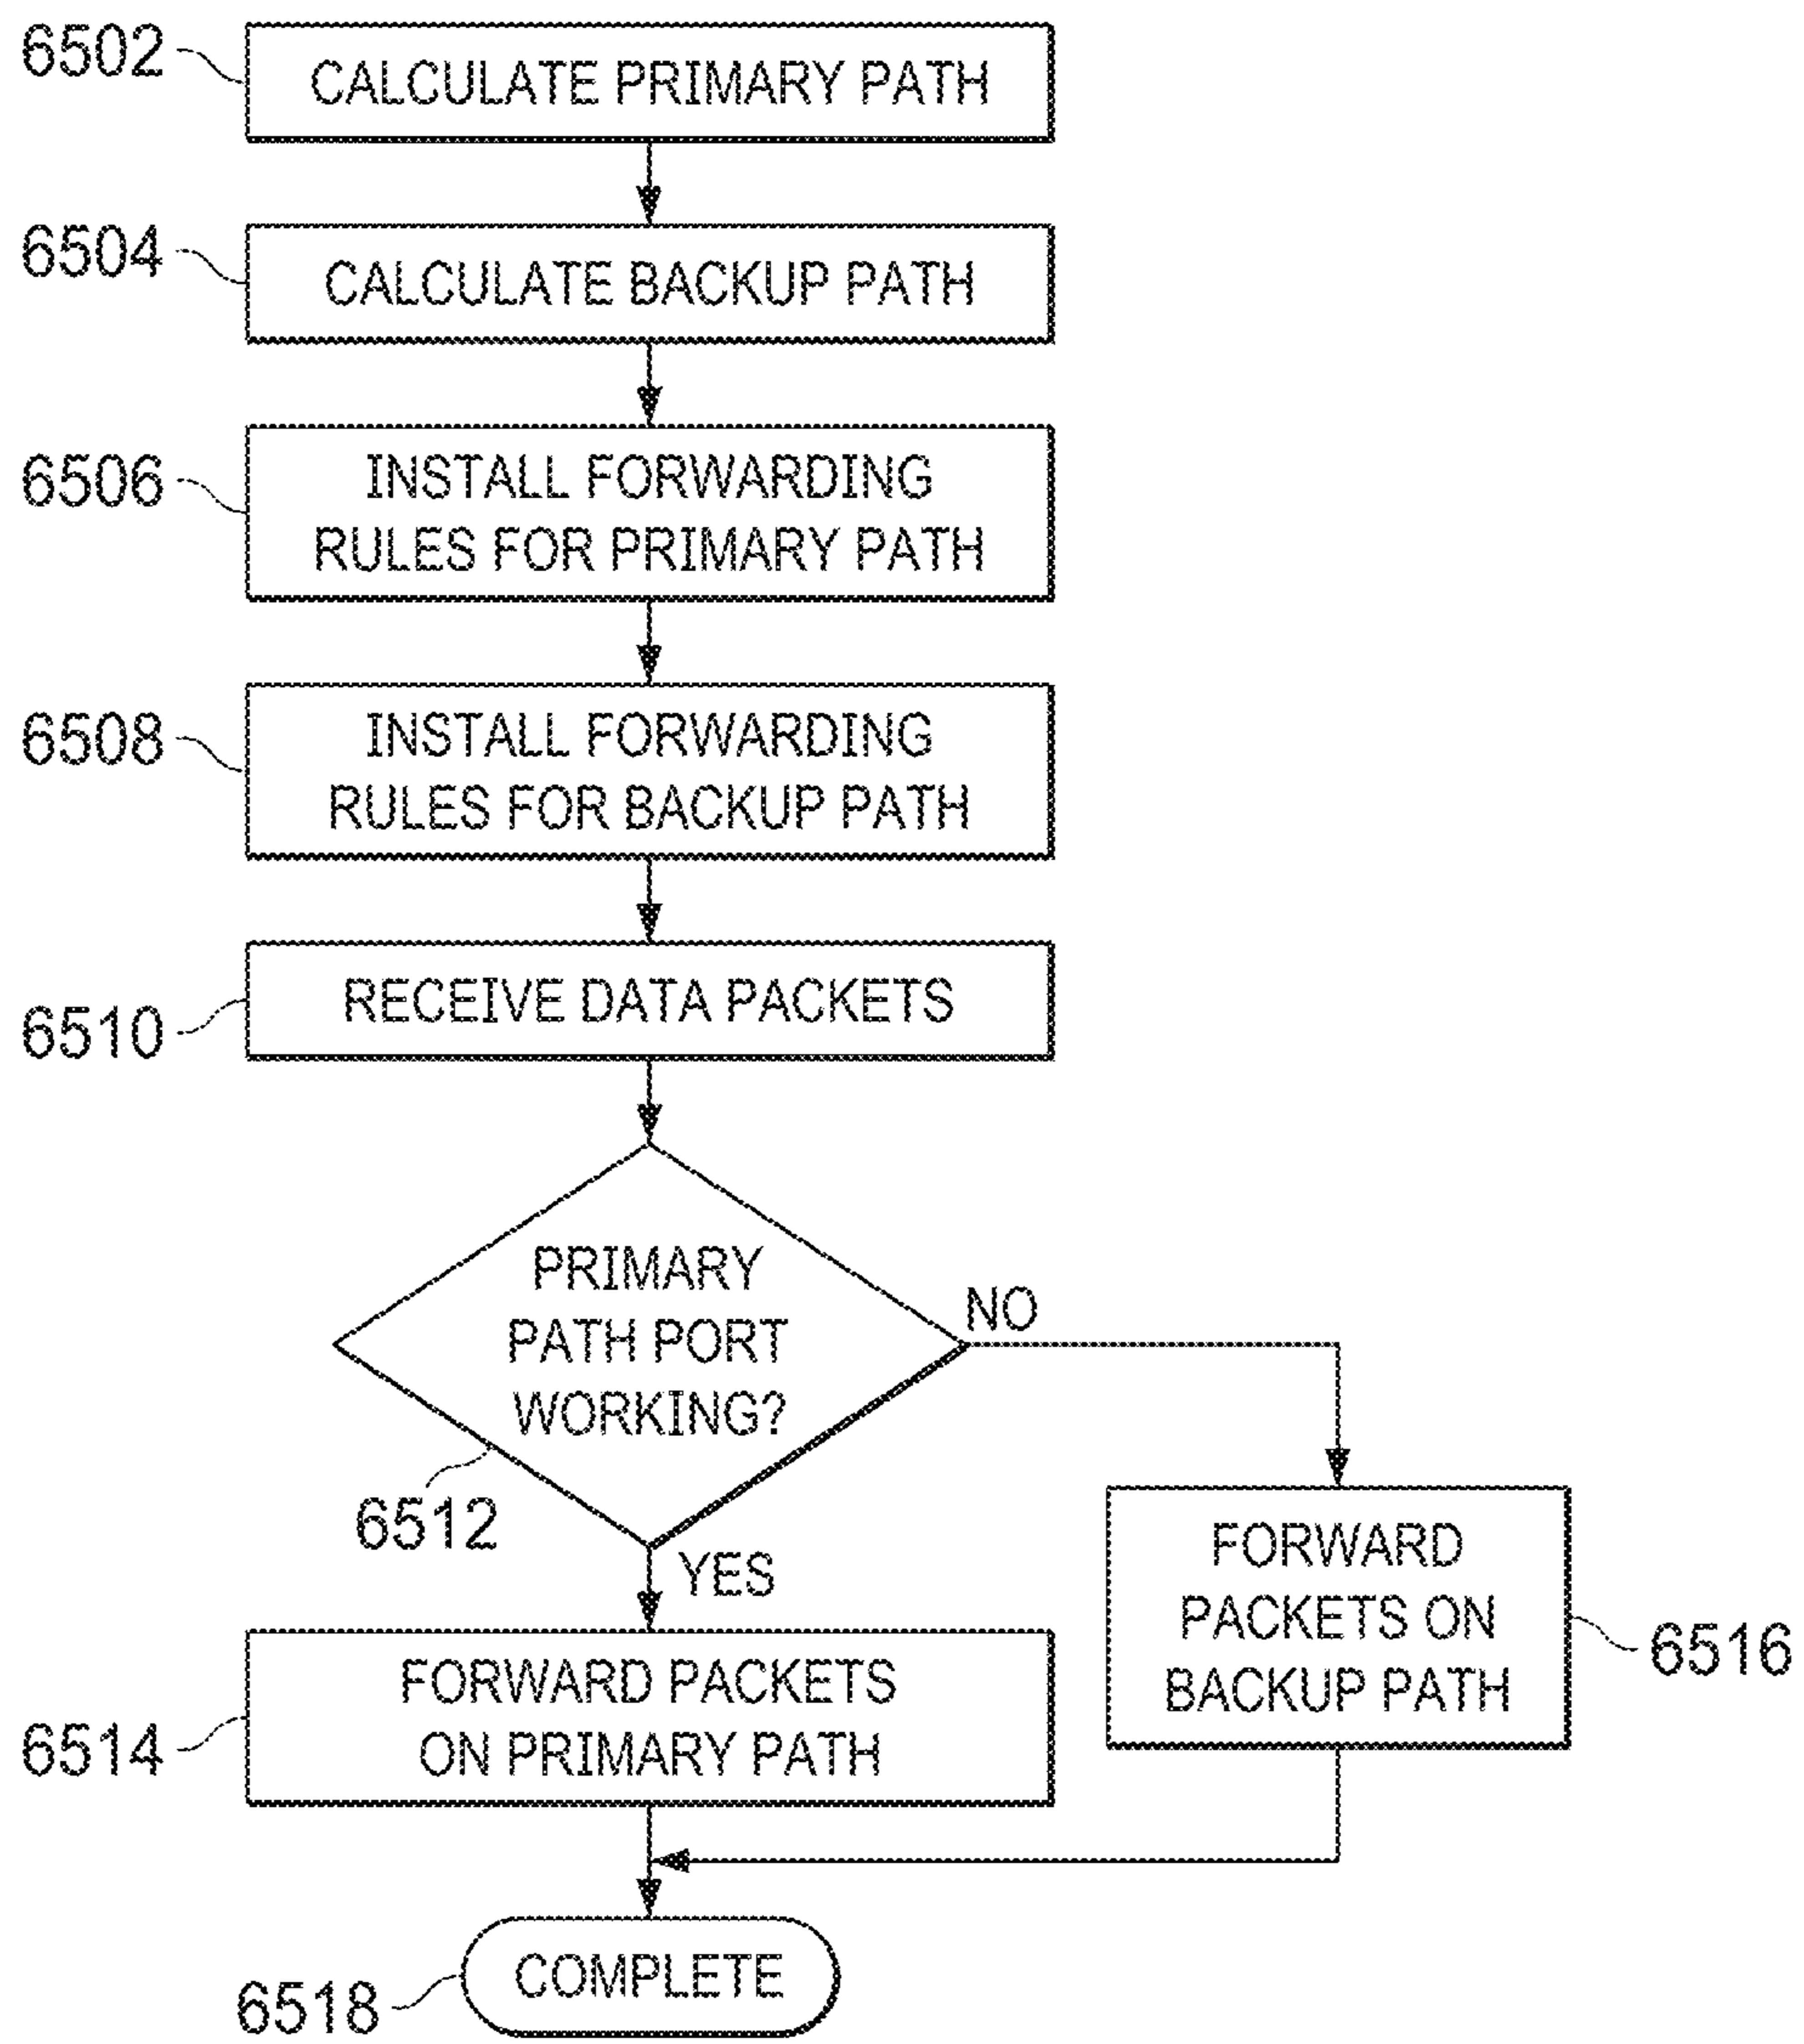 6502
CALCULATE PRIMARY PATH
6504
CALCULATE BACKUP PATH
6506
INSTALL FORWARDING
RULES FOR PRIMARY PATH
6508
INSTALL FORWARDING
RULES FOR BACKUP PATH
6510
RECEIVE DATA PACKETS
PRIMARY
PATH PORT
WORKING?
NO
6512
YES
FORWARD
PACKETS ON
BACKUP PATH
6516
FORWARD PACKETS
ON PRIMARY PATH
6514
COMPLETE
6518